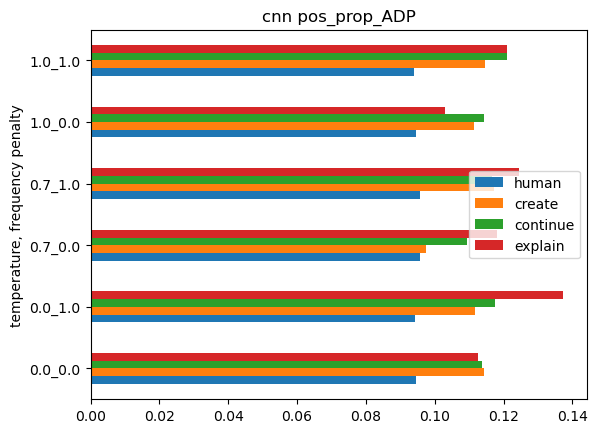 cnn pos_prop_ADP
temperature, frequency penalty
1.0_1.0
1.0_0.0
0.7_1.0
0.7_0.0
0.0_1.0
0.0_0.0
human
create
continue
explain
0.00 0.02 0.04 0.06 0.08 0.10 0.12 0.14